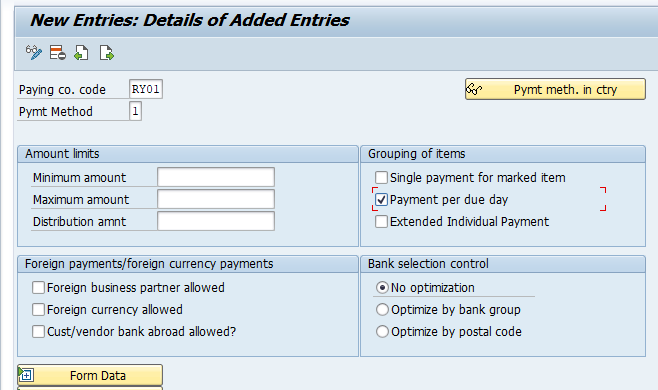 New Entries: Details of Added Entries
Paying co. code RY01 Pymt meth. in ctry
Pymt Method 1
Amount limits Grouping of items
Minimum amount Single payment for marked item
Maximum amount Payment per due day
Distribution amnt Extended Individual Payment
Foreign payments/foreign currency payments Bank selection control
Foreign business partner allowed No optimization
Foreign currency allowed Optimize by bank group
Cust/vendor bank abroad allowed? Optimize by postal code
Form Data